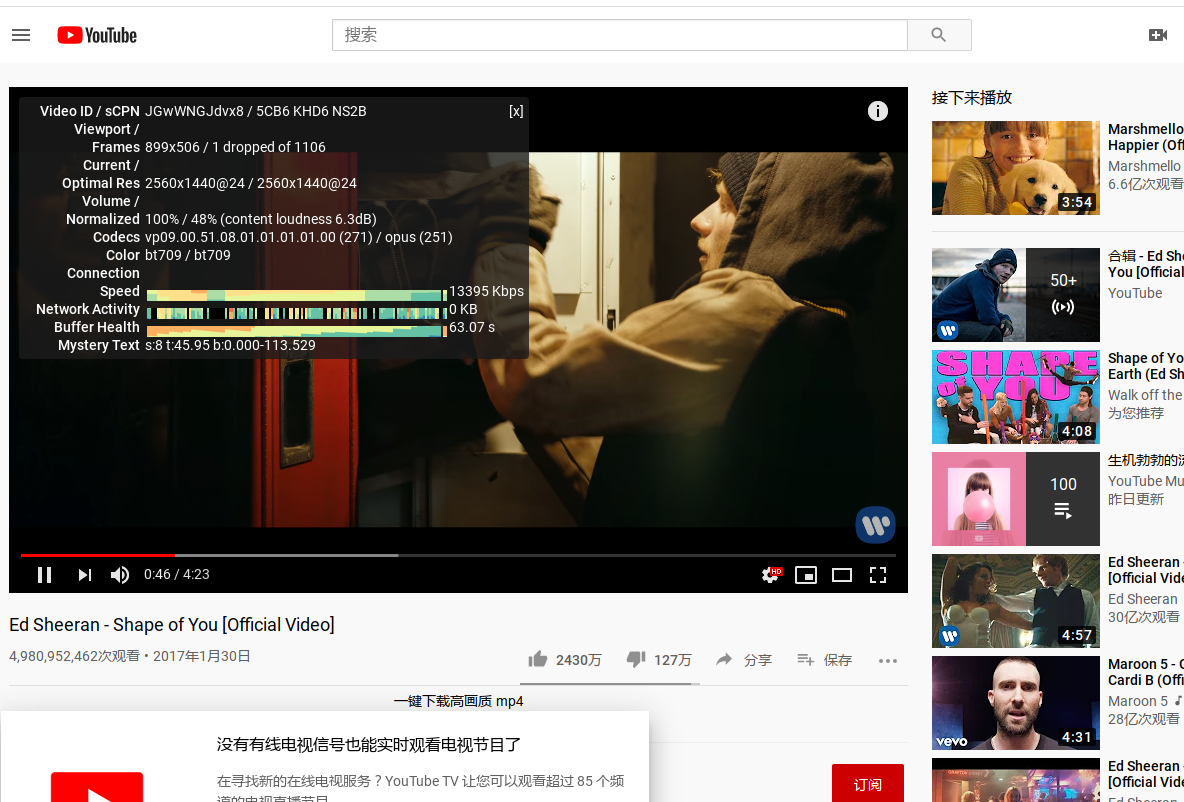 YouTube
搜索
Video ID / sCPN JGwWNGJdvx8 / 5CB6 KHD6 NS2B [x]
Viewport /
Frames 899x506 / 1 dropped of 1106
Current /
Optimal Res 2560x1440@24 / 2560x1440@24
Volume /
Normalized 100% / 48% (content loudness 6.3dB)
Codecs vp09.00.51.08.01.01.01.01.00 (271) / opus (251)
Color bt709 / bt709
Connection
Speed 13395 Kbps
Network Activity 0 KB
Buffer Health 63.07 s
Mystery Text s:8 t:45.95 b:0.000-113.529
0:46 / 4:23
HD
Ed Sheeran - Shape of You [Official Video]
4,980,952,462次观看 • 2017年1月30日
2430万
127万
分享
保存
一键下载高画质 mp4
没有有线电视信号也能实时观看电视节目了
在寻找新的在线电视服务？YouTube TV 让您可以观看超过 85 个频
道的电视直播节目
订阅
接下来播放
3:54
Marshmello
Happier (Off
Marshmello
6.6亿次观看
50+
合辑 - Ed She
You [Official
YouTube
SHAPE
of YOU
4:08
Shape of Yo
Earth (Ed Sh
Walk off the
为您推荐
100
生机勃勃的流
YouTube Mu
昨日更新
4:57
Ed Sheeran -
[Official Vide
Ed Sheeran
30亿次观看
vevo
4:31
Maroon 5 - G
Cardi B (Offi
Maroon 5
28亿次观看
Ed Sheeran -
[Official Vide
Ed Sheeran